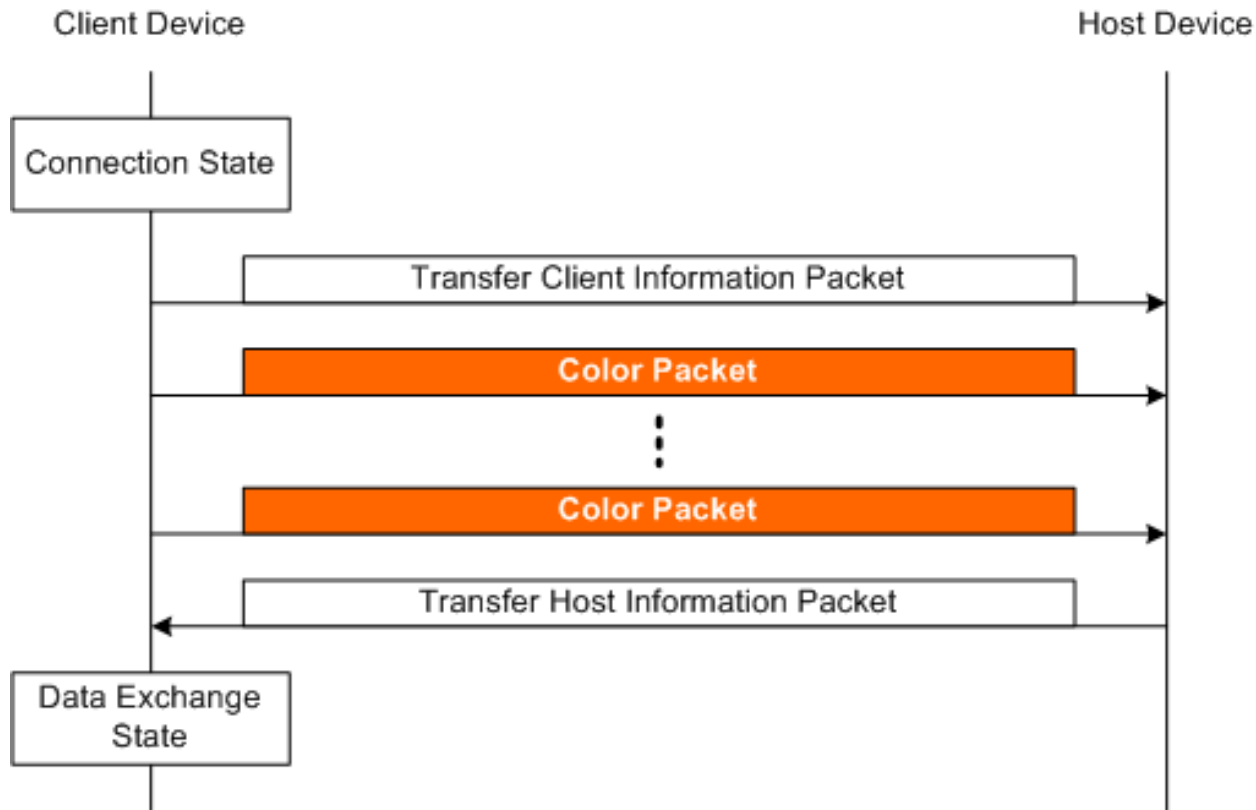 Client Device
Host Device
Connection State
Transfer Client Information Packet
Color Packet
Color Packet
Transfer Host Information Packet
Data Exchange
State